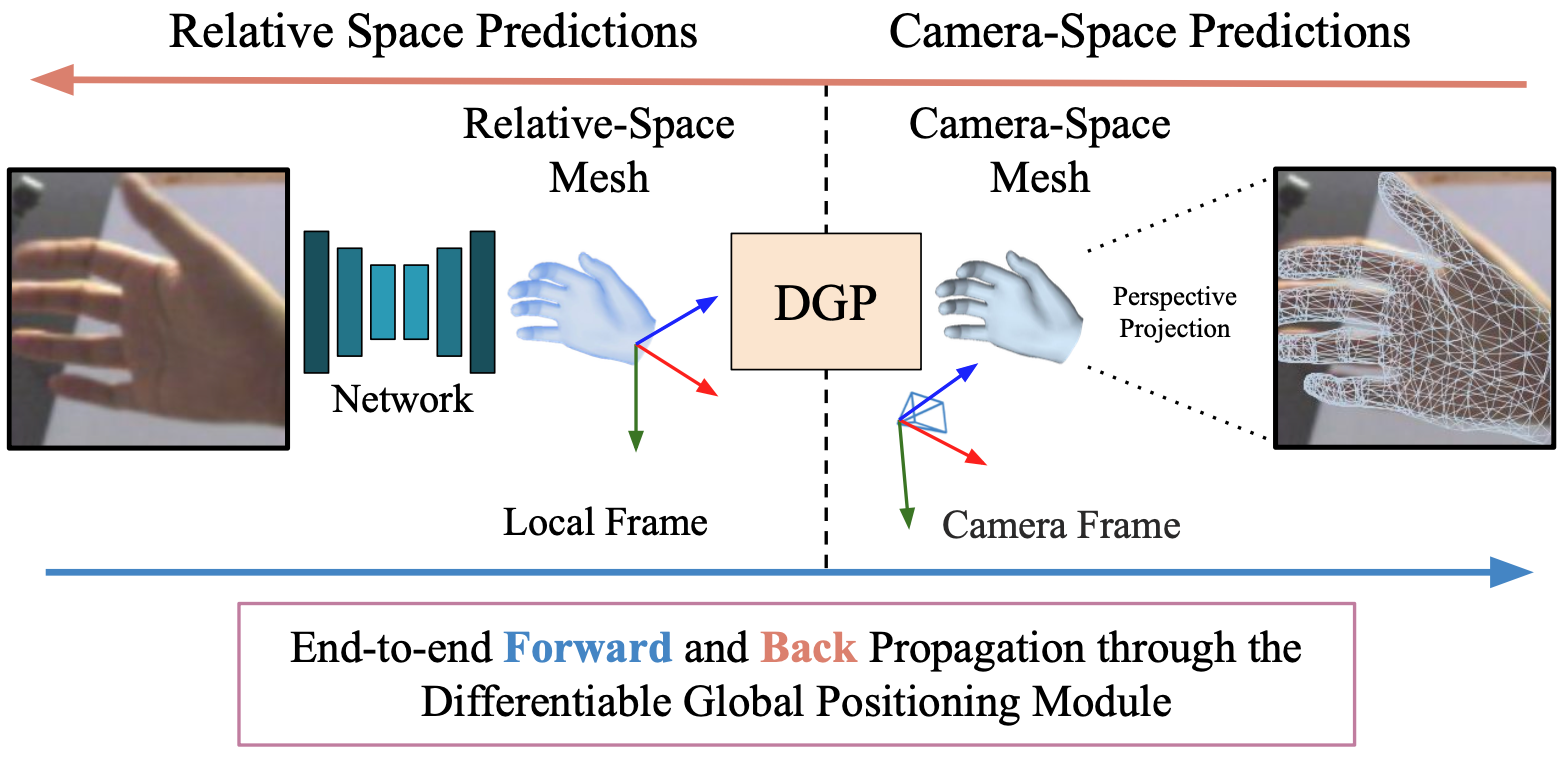 Relative Space Predictions
Camera-Space Predictions
Relative-Space
Mesh
Camera-Space
Mesh
DGP
Perspective
Projection
Network
Local Frame
Camera Frame
End-to-end Forward and Back Propagation through the
Differentiable Global Positioning Module